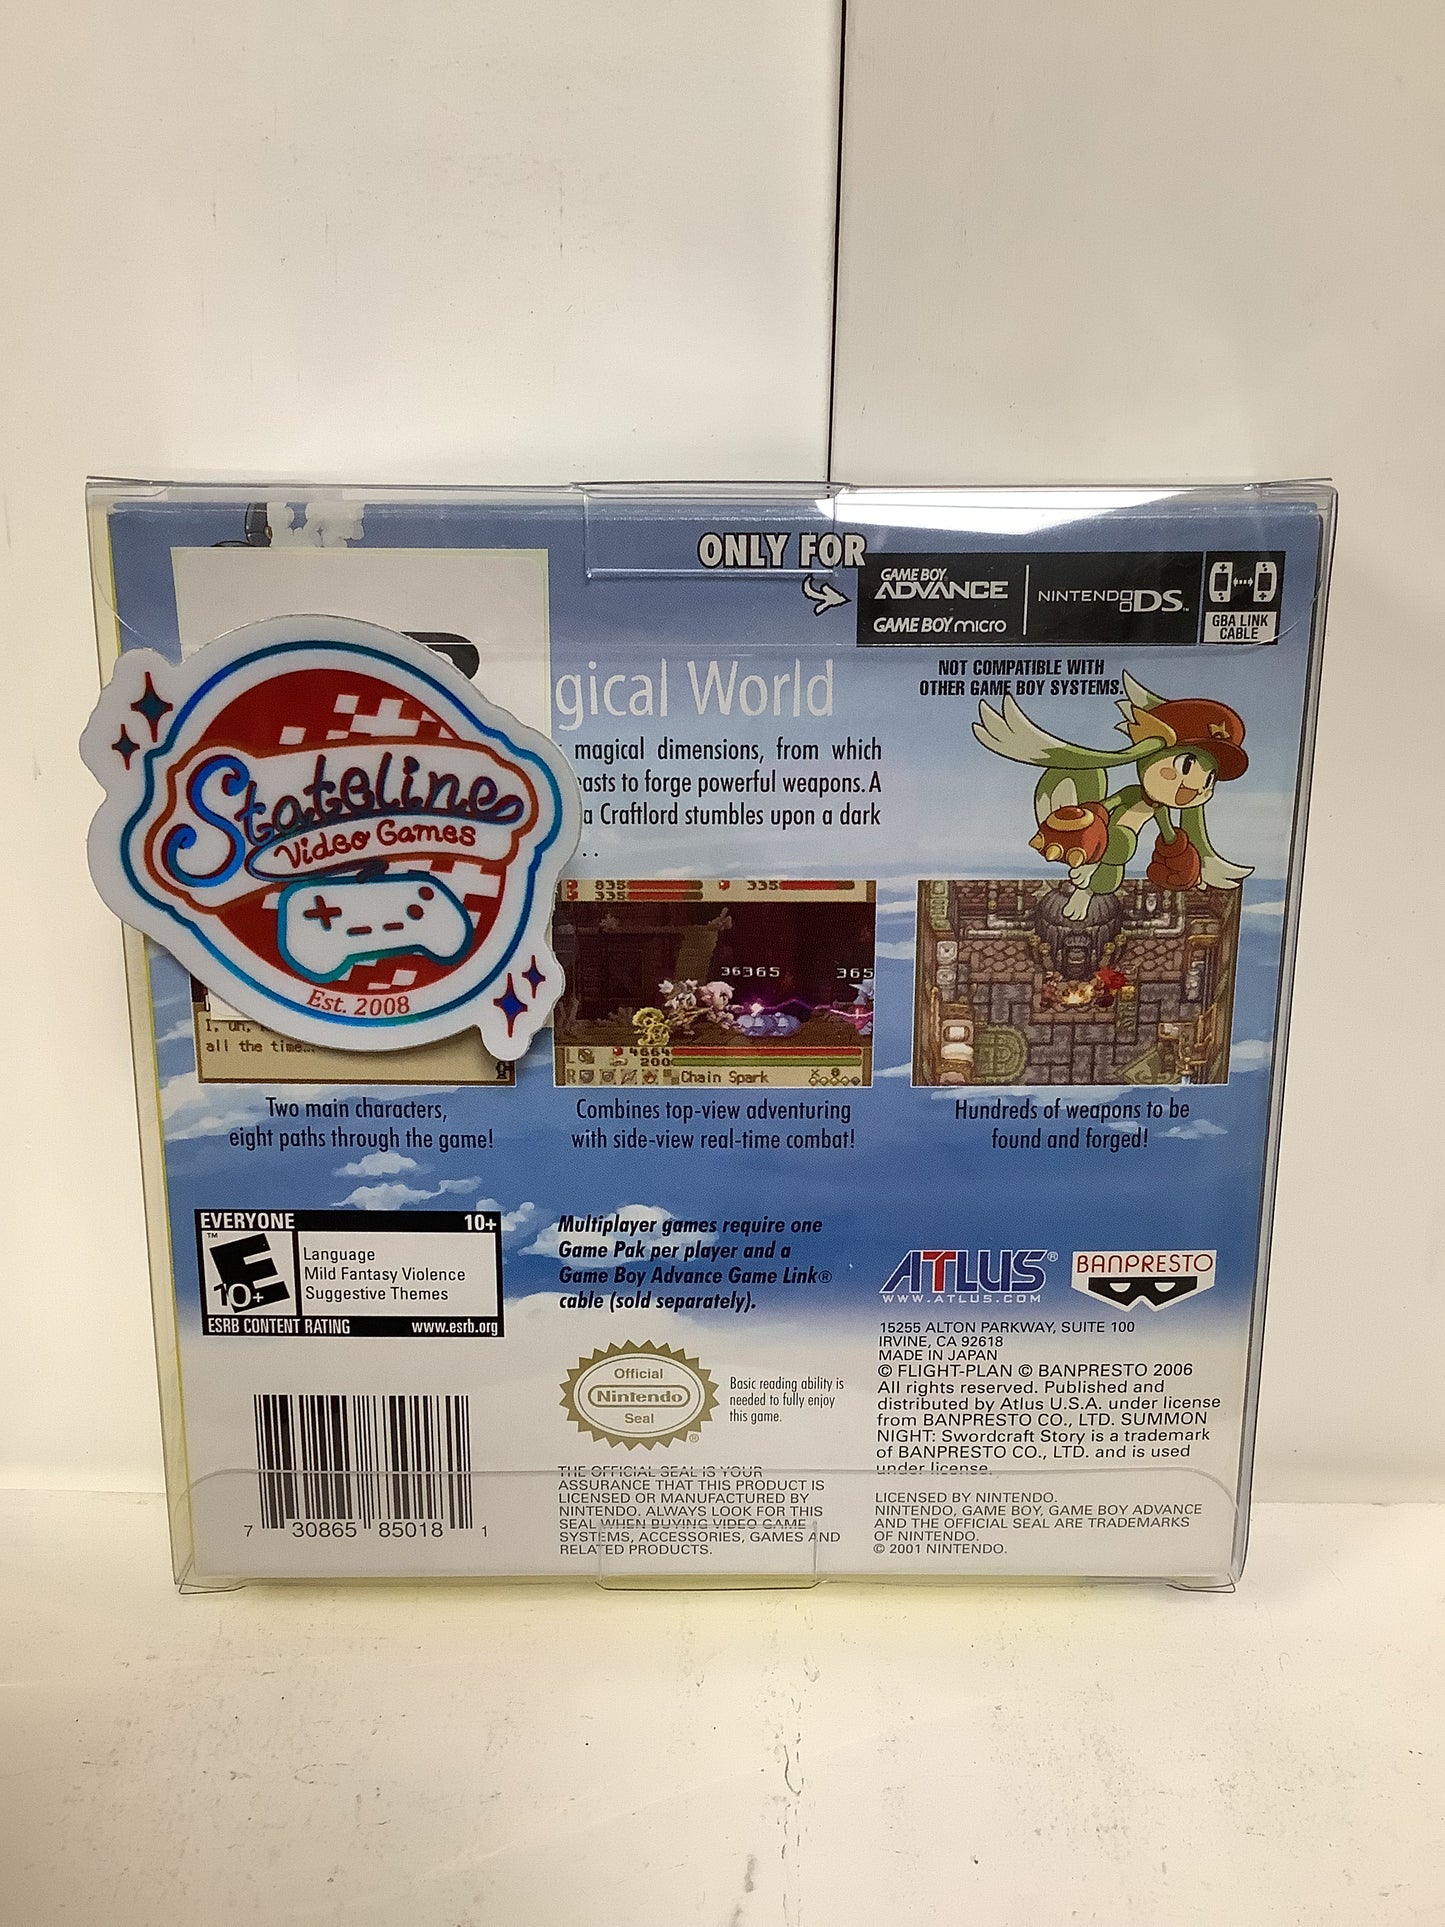 ONLY FOR
GAME BOY
ADVANCE
GAME BOY micro
NINTENDO DS
GBA LINK
CABLE
NOT COMPATIBLE WITH
OTHER GAME BOY SYSTEMS.
gical World
magical dimensions, from which
easts to forge powerful weapons. A
a Craftlord stumbles upon a dark
. .
Stateline
Video Games
Est. 2008
I, uh,
all the time...
835
335
335
36365
365
4664
200
L
R
Chain Spark
Two main characters,
eight paths through the game!
Combines top-view adventuring
with side-view real-time combat!
Hundreds of weapons to be
found and forged!
EVERYONE 10+
E
10+
Language
Mild Fantasy Violence
Suggestive Themes
ESRB CONTENT RATING www.esrb.org
Multiplayer games require one
Game Pak per player and a
Game Boy Advance Game Link®
cable (sold separately).
ATLUS®
WWW.ATLUS.COM
BANPRESTO
15255 ALTON PARKWAY, SUITE 100
IRVINE, CA 92618
MADE IN JAPAN
© FLIGHT-PLAN © BANPRESTO 2006
All rights reserved. Published and
distributed by Atlus U.S.A. under license
from BANPRESTO CO., LTD. SUMMON
NIGHT: Swordcraft Story is a trademark
of BANPRESTO CO., LTD. and is used
under license.
Official
Nintendo
Seal
®
Basic reading ability is
needed to fully enjoy
this game.
THE OFFICIAL SEAL IS YOUR
ASSURANCE THAT THIS PRODUCT IS
LICENSED OR MANUFACTURED BY
NINTENDO. ALWAYS LOOK FOR THIS
SEAL WHEN BUYING VIDEO GAME
SYSTEMS, ACCESSORIES, GAMES AND
RELATED PRODUCTS.
LICENSED BY NINTENDO.
NINTENDO, GAME BOY, GAME BOY ADVANCE
AND THE OFFICIAL SEAL ARE TRADEMARKS
OF NINTENDO.
© 2001 NINTENDO.
7 30865 85018 1